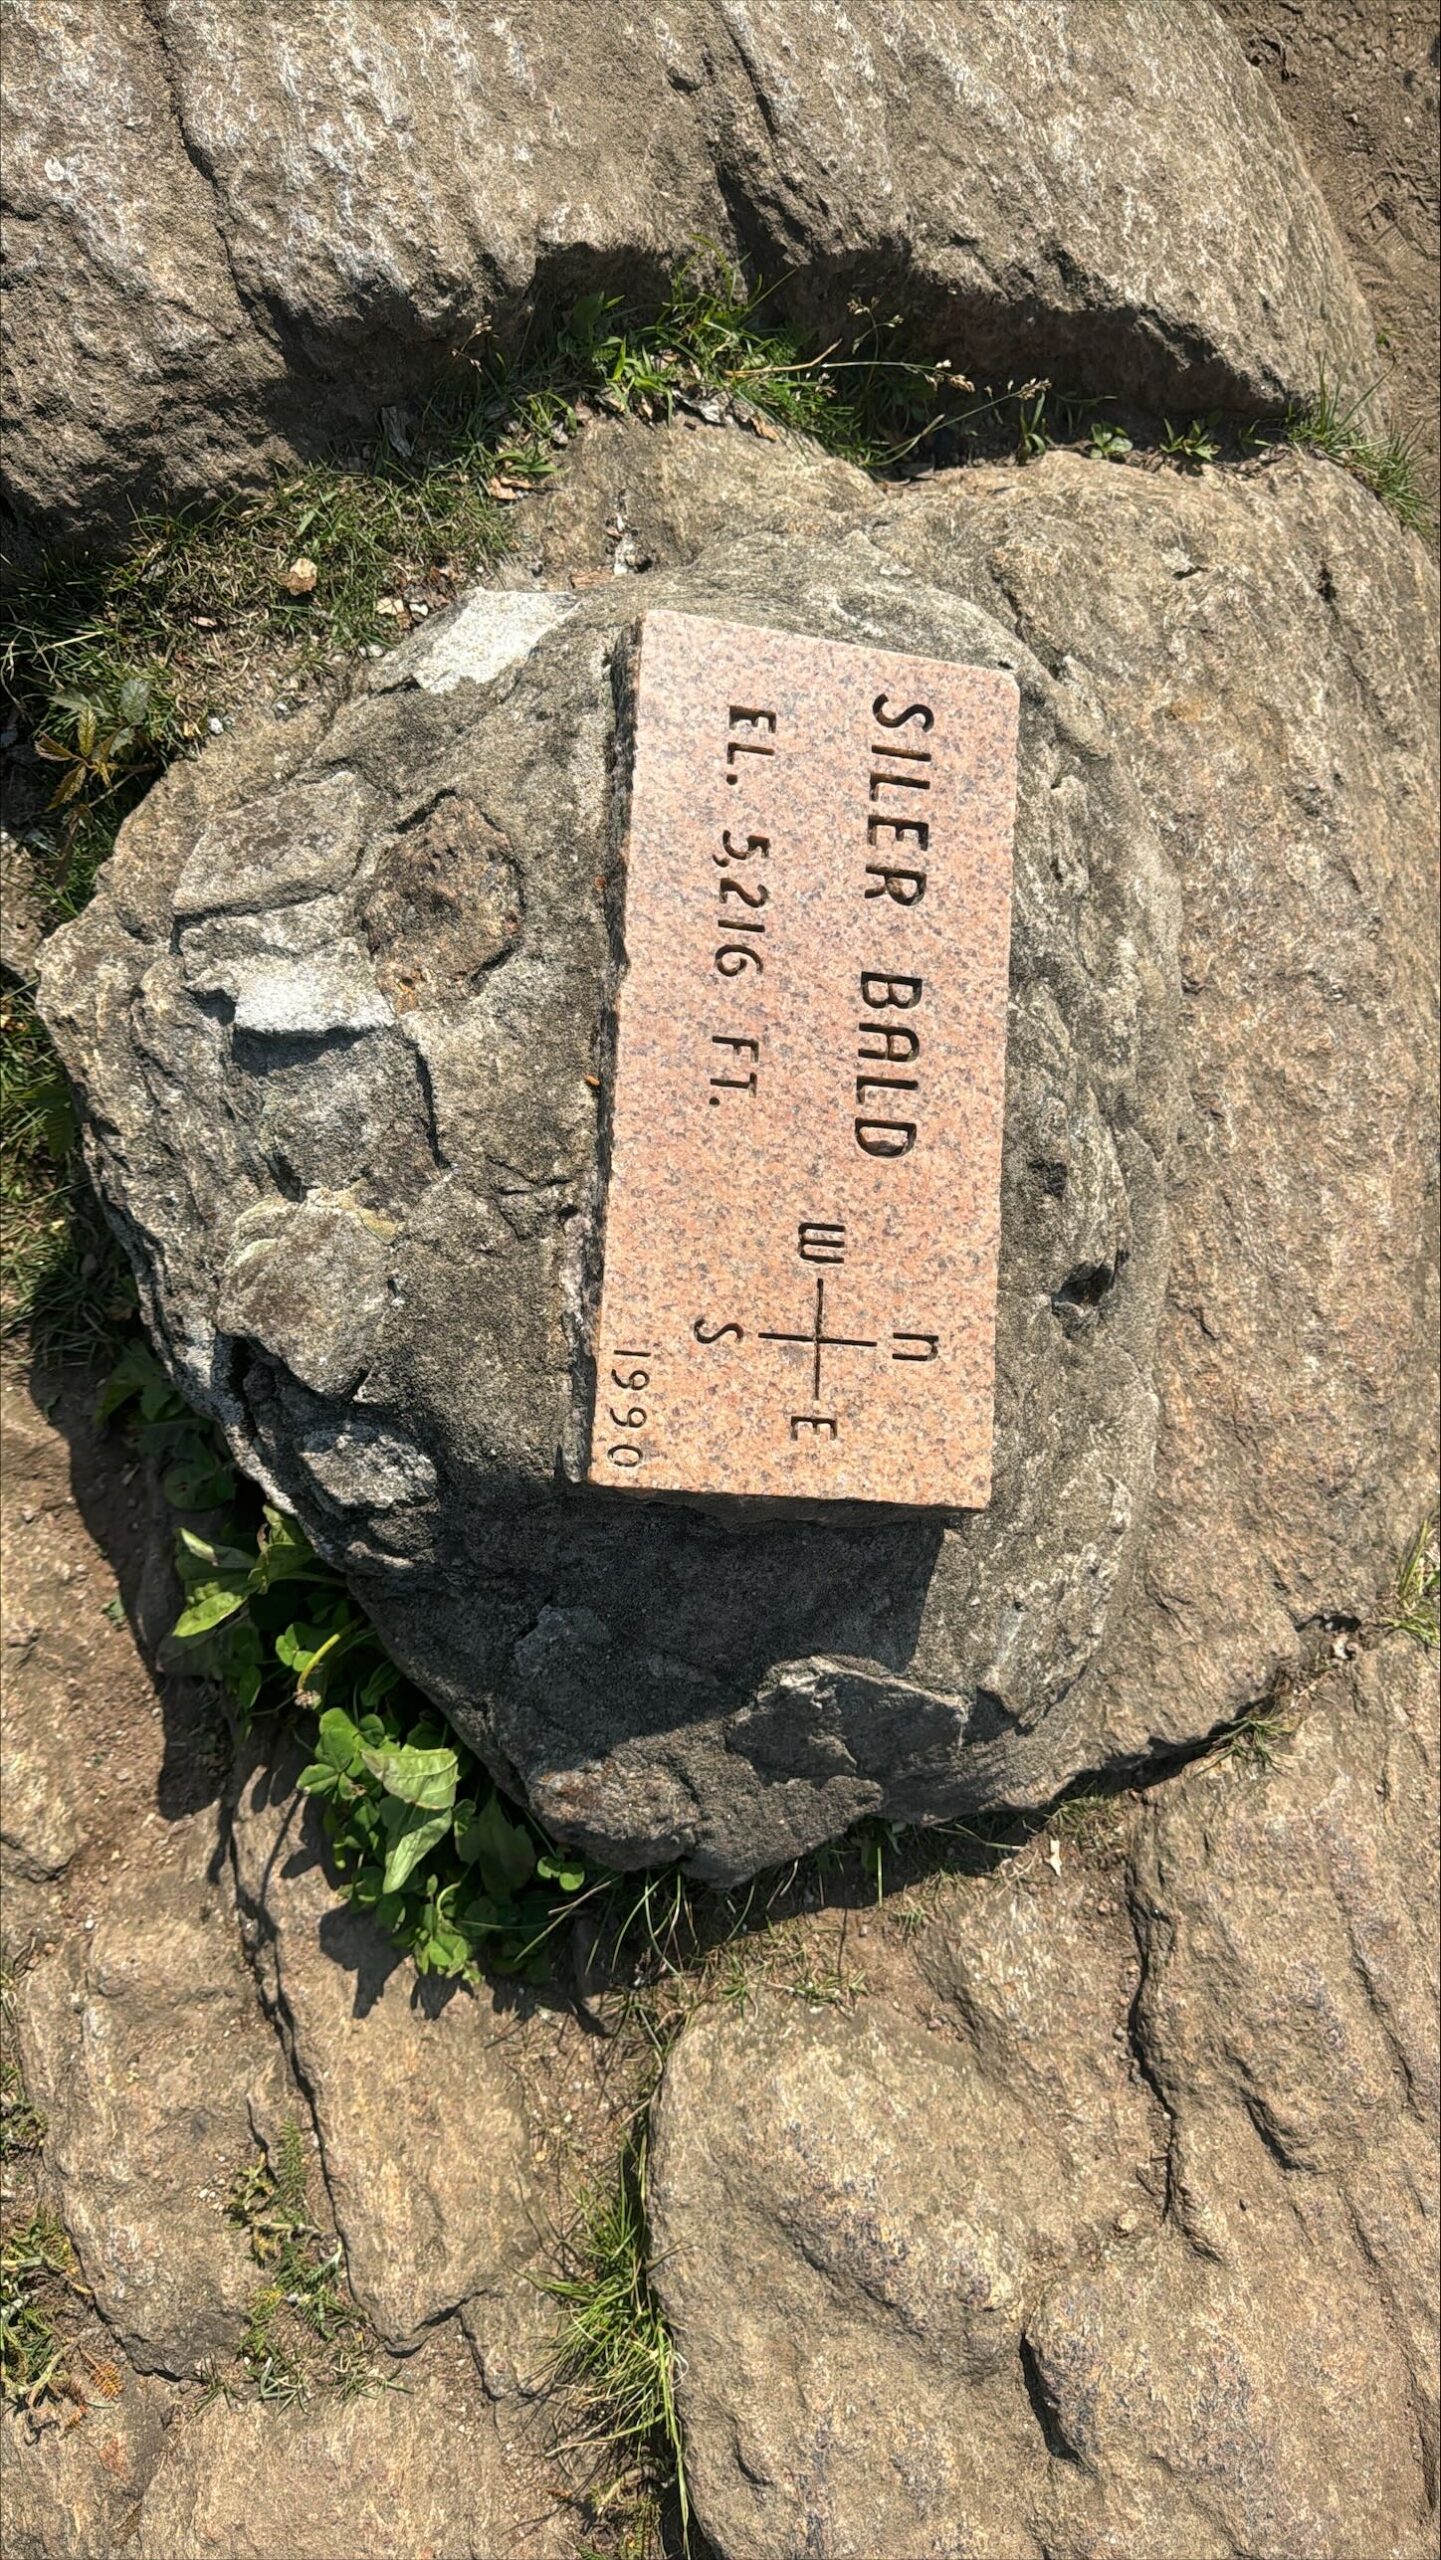 SILER BALD
EL. 5,216 FT.
n
W E
S
1990